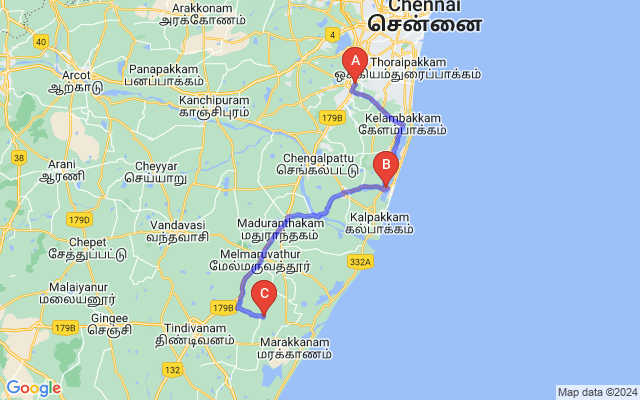 Chennai
சென்னை
Arakkonam
அரக்கோணம்
4
Thoraipakkam
ஒக்கியம்துரைப்பாக்கம்
A
40
Arcot
ஆற்காடு
Panapakkam
பனப்பாக்கம்
Kanchipuram
காஞ்சிபுரம்
179B
Kelambakkam
கேளம்பாக்கம்
38
Arani
ஆரணி
Cheyyar
செய்யாறு
Chengalpattu
செங்கல்பட்டு
B
179D
Vandavasi
வந்தவாசி
Maduranthakam
மதுராந்தகம்
Kalpakkam
கல்பாக்கம்
Chepet
சேத்துப்பட்டு
Melmaruvathur
மேல்மருவத்தூர்
332A
Malaiyanur
மலையனூர்
C
179B
Gingee
செஞ்சி
179B
Tindivanam
திண்டிவனம்
Marakkanam
மரக்காணம்
132
Google
Map data ©2024